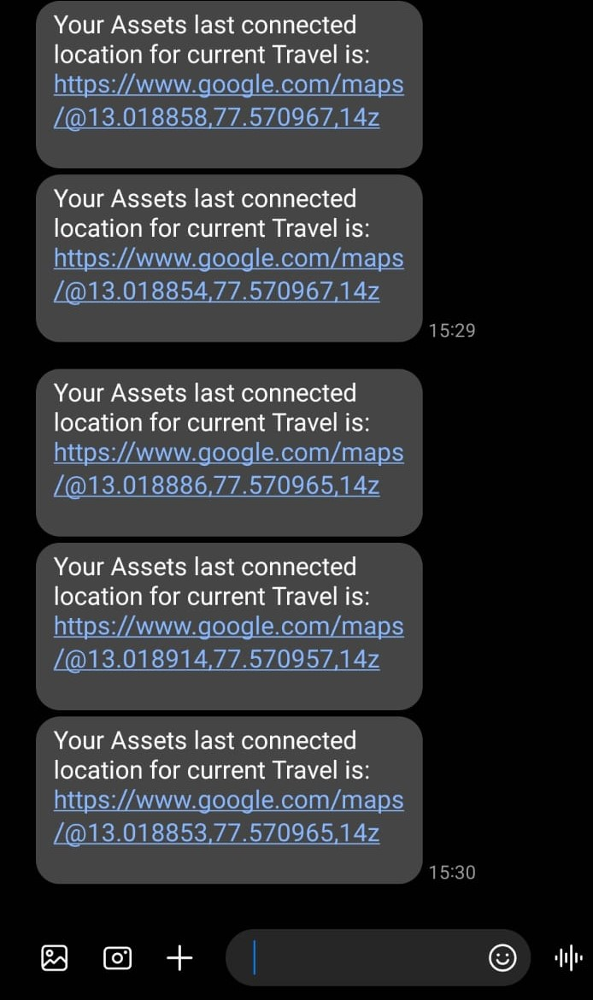 Your Assets last connected
location for current Travel is:
https://www.google.com/maps
/@13.018858,77.570967,14z
Your Assets last connected
location for current Travel is:
https://www.google.com/maps
/@13.018854,77.570967,14z
15:29
Your Assets last connected
location for current Travel is:
https://www.google.com/maps
/@13.018886,77.570965,14z
Your Assets last connected
location for current Travel is:
https://www.google.com/maps
/@13.018914,77.570957,14z
Your Assets last connected
location for current Travel is:
https://www.google.com/maps
/@13.018853,77.570965,14z
15:30